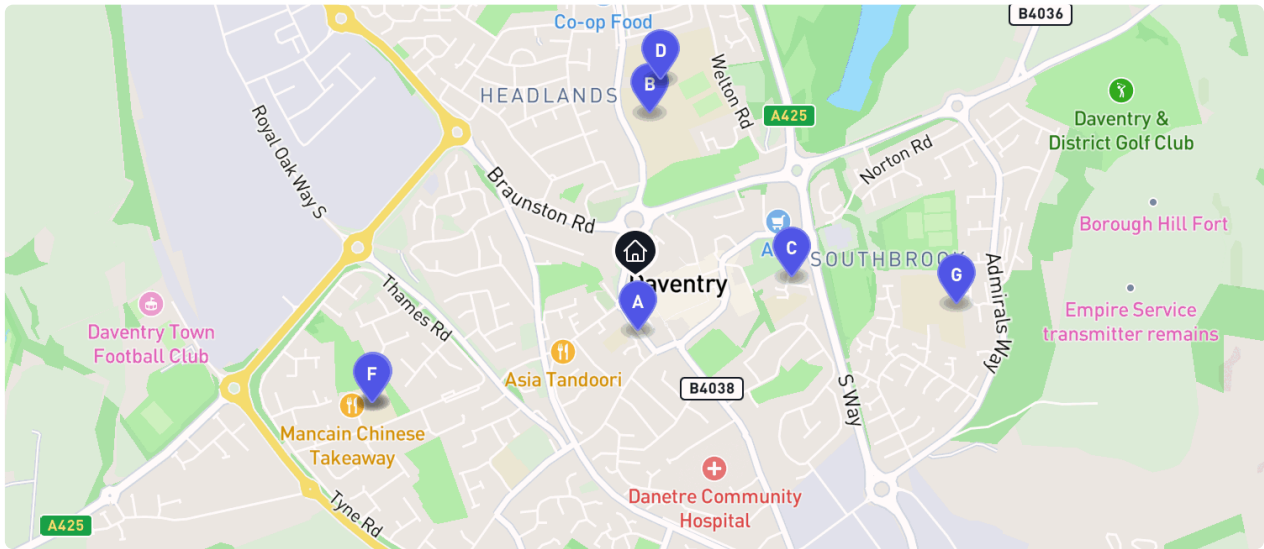 B4036
Co-op Food
D
B
HEADLANDS
Welton Rd
A425
Daventry &
District Golf Club
Royal Oak Way S
Norton Rd
Braunston Rd
Borough Hill Fort
C
SOUTHBROOK
G
Daventry
A
Admirals Way
Thames Rd
Empire Service
transmitter remains
Daventry Town
Football Club
Asia Tandoori
F
B4038
S Way
Mancain Chinese
Takeaway
Danetre Community
Hospital
Tyne Rd
A425